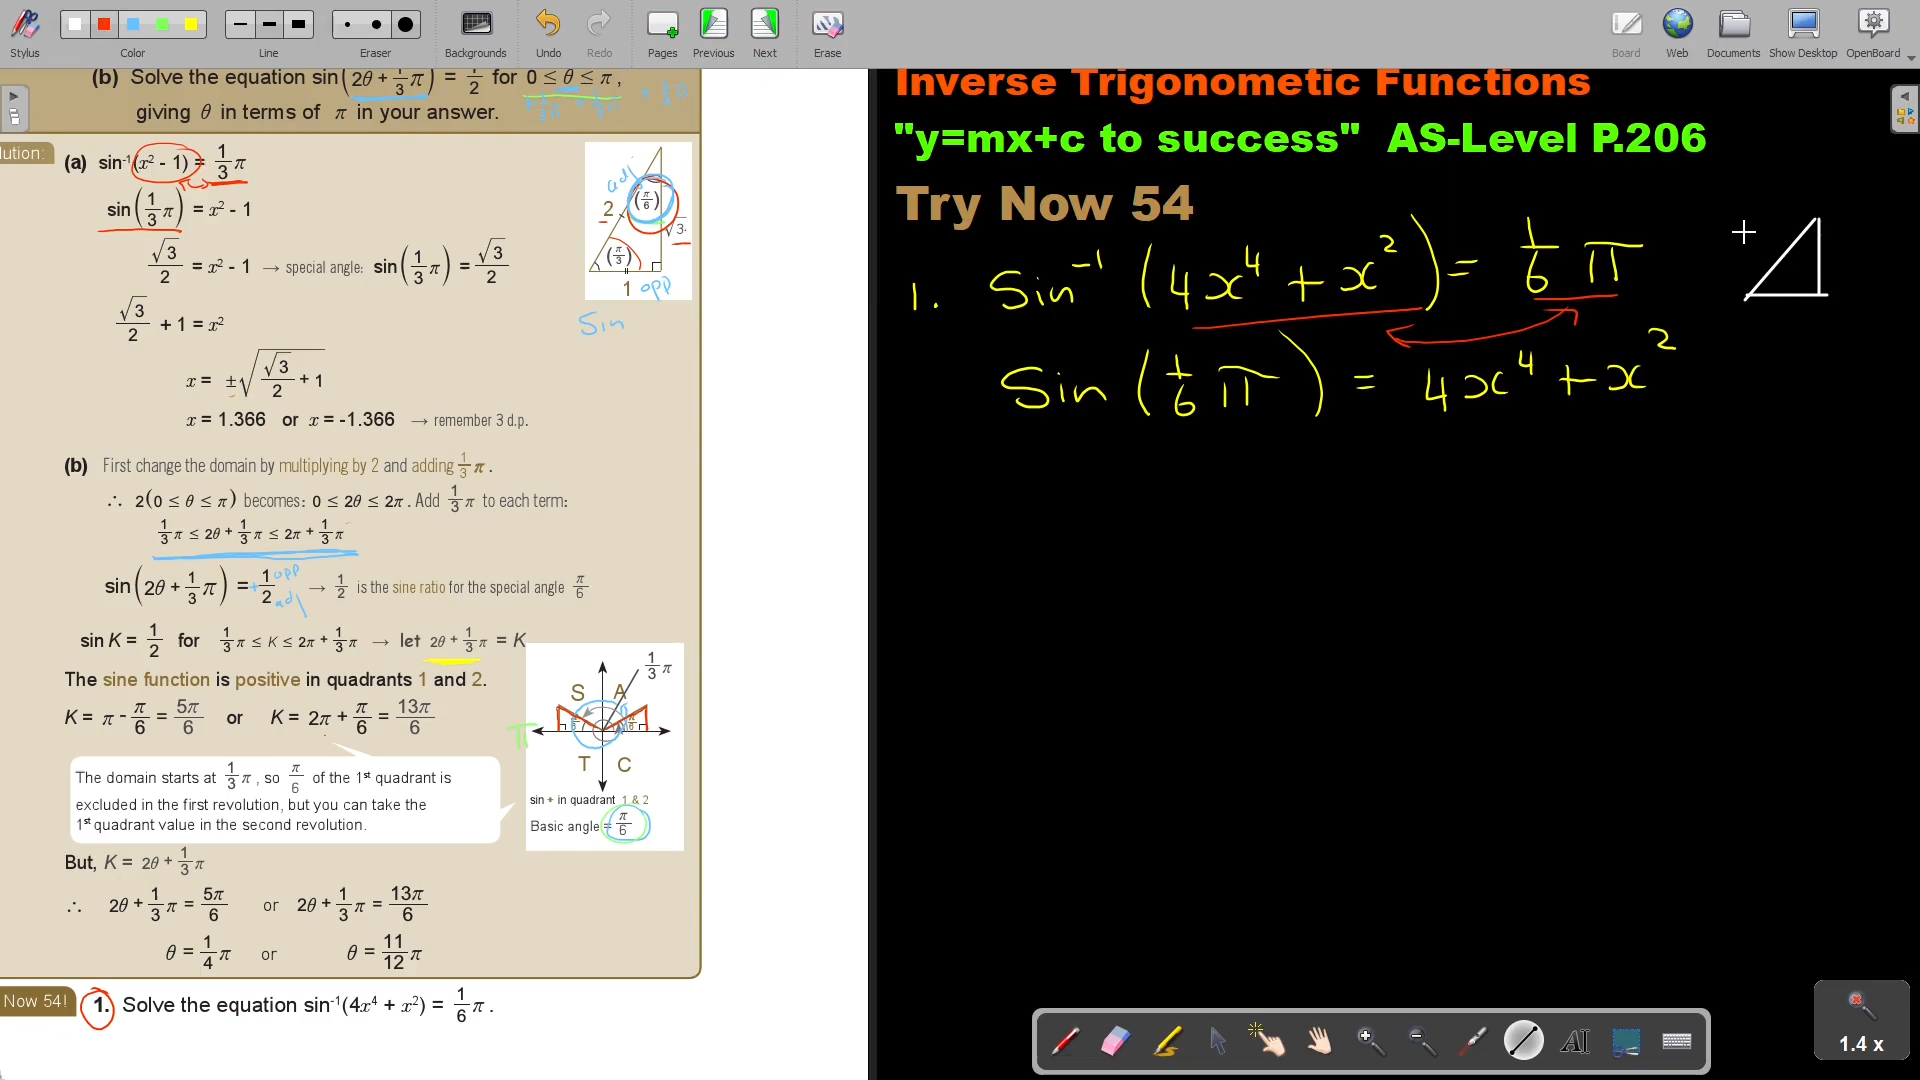 Stylus
Color
Line
Eraser
Backgrounds
Undo
Redo
Pages
Previous
Next
Erase
Board
Web
Documents
Show Desktop
OpenBoard
(b) Solve the equation sin(2θ + 1/3 π) = 1/2 for 0 ≤ θ ≤ π,
giving θ in terms of π in your answer.
lution:
(a) sin⁻¹(x² - 1) = 1/3 π
sin(1/3 π) = x² - 1
√3/2 = x² - 1 → special angle: sin(1/3 π) = √3/2
√3/2 + 1 = x²
x = ±√(√3/2 + 1)
x = 1.366 or x = -1.366 → remember 3 d.p.
adj
2
(π/6)
√3
(π/3)
1 opp
Sin
(b) First change the domain by multiplying by 2 and adding 1/3 π.
∴ 2(0 ≤ θ ≤ π) becomes: 0 ≤ 2θ ≤ 2π. Add 1/3 π to each term:
1/3 π ≤ 2θ + 1/3 π ≤ 2π + 1/3 π
sin(2θ + 1/3 π) = + 1/2 opp adj → 1/2 is the sine ratio for the special angle π/6
sin K = 1/2 for 1/3 π ≤ K ≤ 2π + 1/3 π → let 2θ + 1/3 π = K
The sine function is positive in quadrants 1 and 2.
K = π - π/6 = 5π/6 or K = 2π + π/6 = 13π/6
The domain starts at 1/3 π, so π/6 of the 1st quadrant is
excluded in the first revolution, but you can take the
1st quadrant value in the second revolution.
1/3 π
S A
π
T C
sin + in quadrant 1 & 2
Basic angle = π/6
But, K = 2θ + 1/3 π
∴ 2θ + 1/3 π = 5π/6 or 2θ + 1/3 π = 13π/6
θ = 1/4 π or θ = 11/12 π
Now 54!
1. Solve the equation sin⁻¹(4x⁴ + x²) = 1/6 π.
Inverse Trigonometric Functions
"y=mx+c to success" AS-Level P.206
Try Now 54
1. Sin⁻¹ (4x⁴ + x²) = 1/6 π
Sin (1/6 π) = 4x⁴ + x²
1.4 x